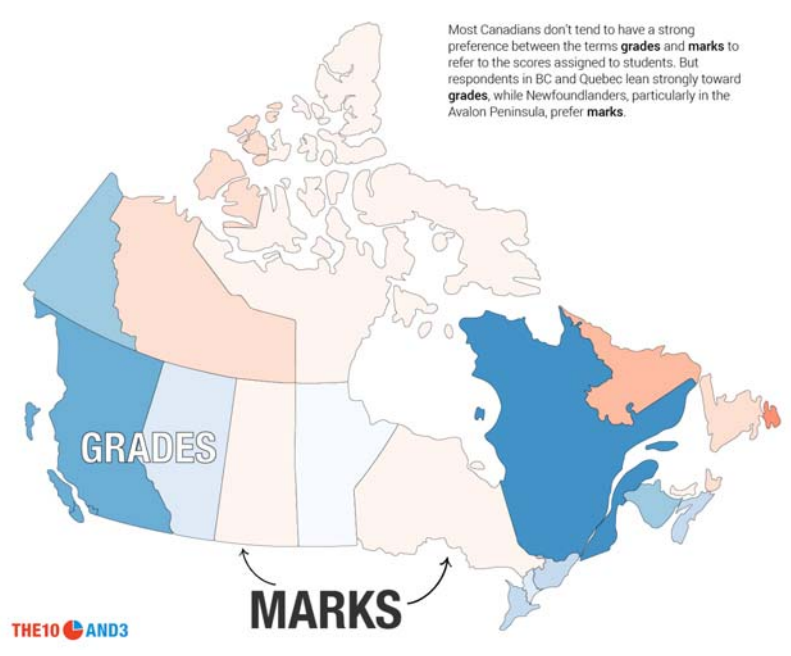 Most Canadians don't tend to have a strong
preference between the terms grades and marks to
refer to the scores assigned to students. But
respondents in BC and Quebec lean strongly toward
grades, while Newfoundlanders, particularly in the
Avalon Peninsula, prefer marks.
GRADES
MARKS
THE10 AND3